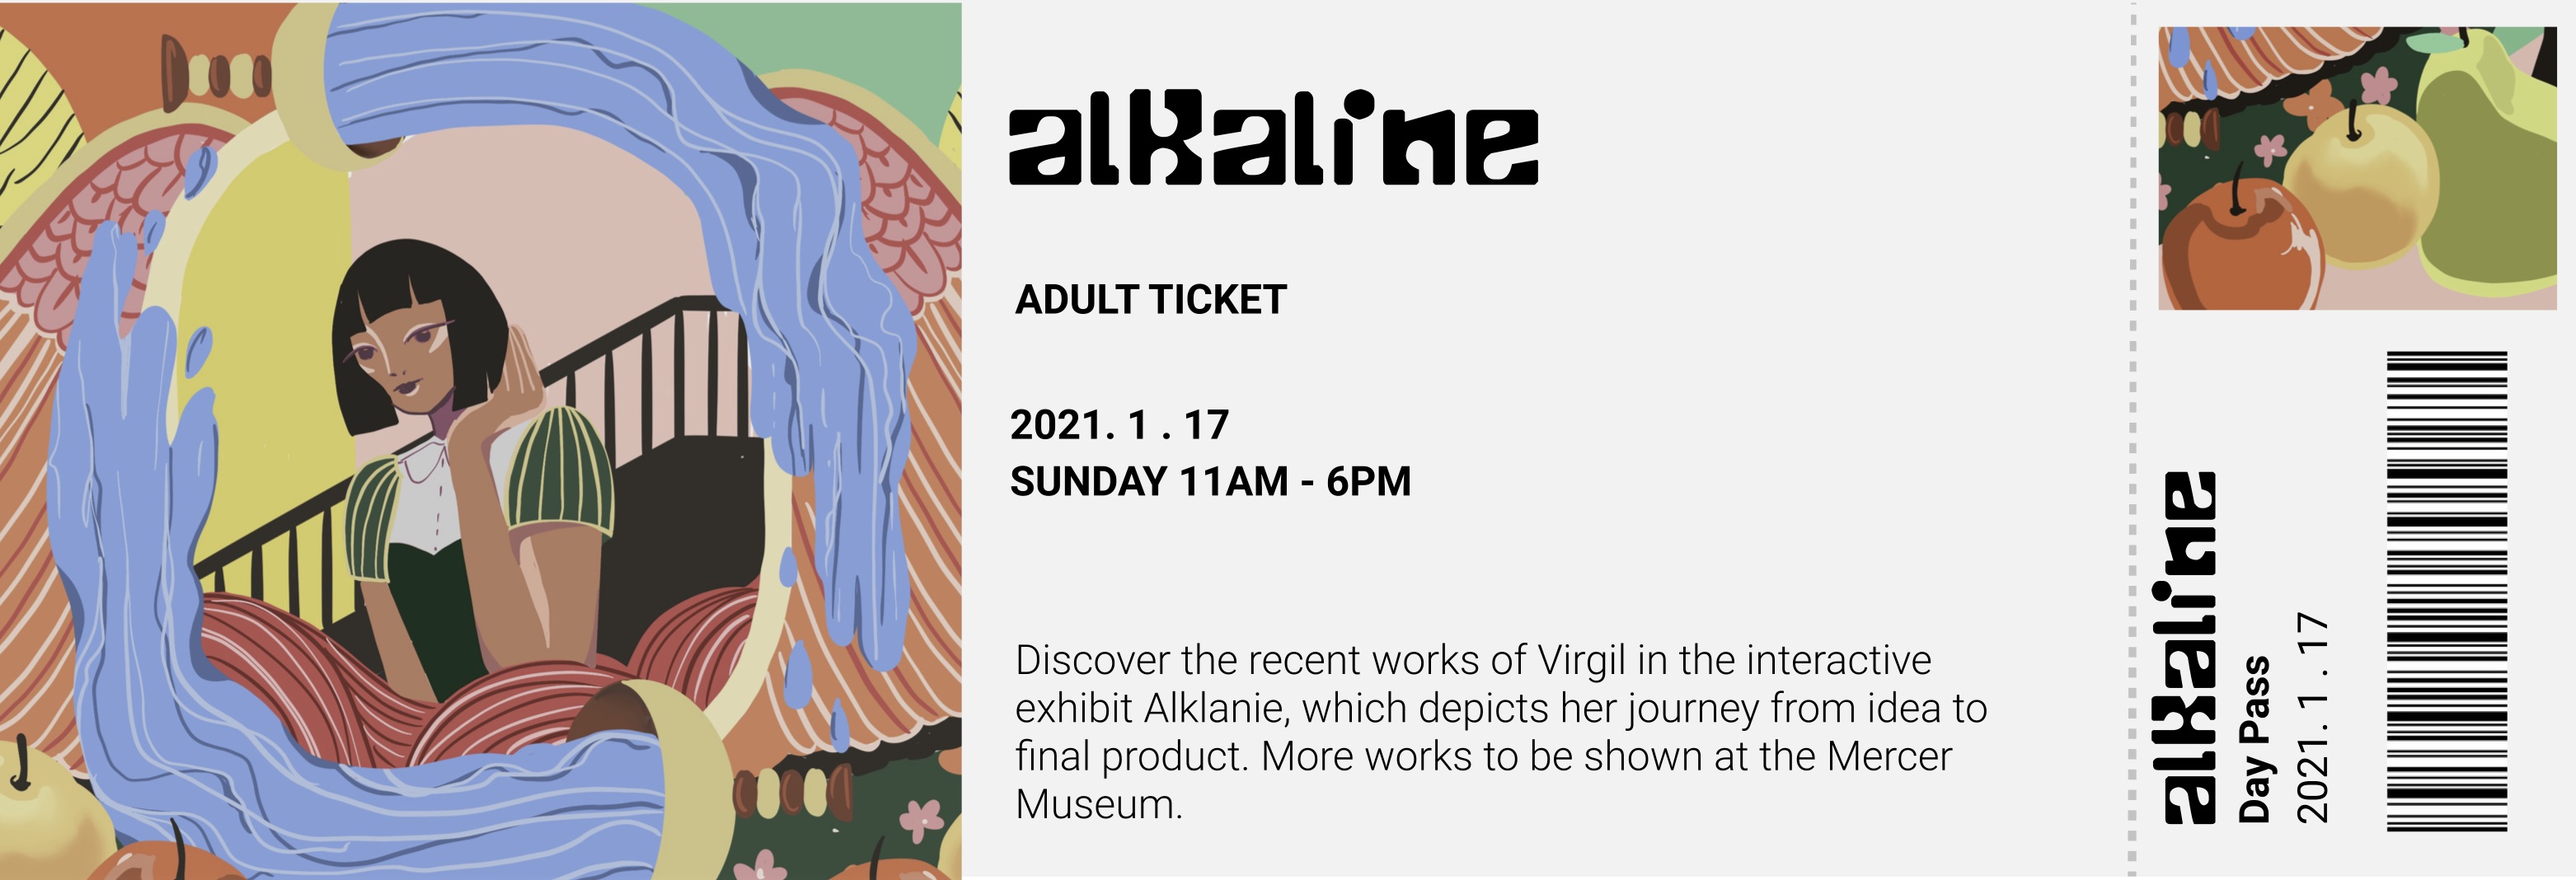 alkaline
ADULT TICKET
2021. 1 . 17
SUNDAY 11AM - 6PM
Discover the recent works of Virgil in the interactive
exhibit Alklanie, which depicts her journey from idea to
final product. More works to be shown at the Mercer
Museum.
alkaline
Day Pass
2021. 1 . 17